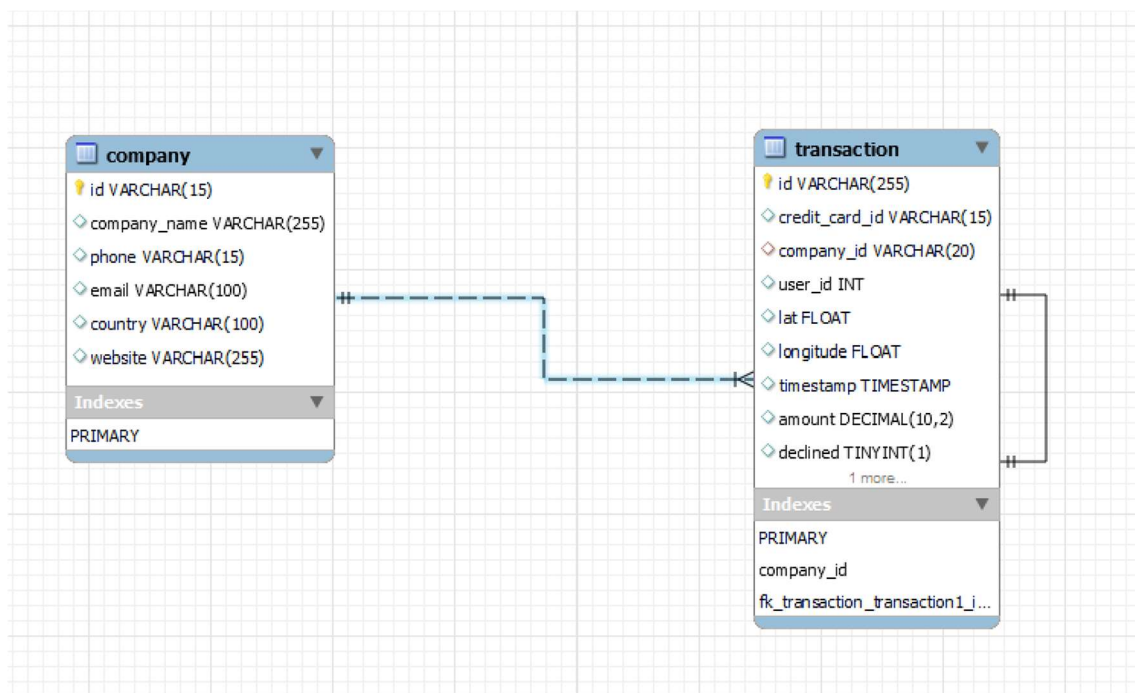 company
id VARCHAR(15)
company_name VARCHAR(255)
phone VARCHAR(15)
email VARCHAR(100)
country VARCHAR(100)
website VARCHAR(255)
Indexes
PRIMARY
transaction
id VARCHAR(255)
credit_card_id VARCHAR(15)
company_id VARCHAR(20)
user_id INT
lat FLOAT
longitude FLOAT
timestamp TIMESTAMP
amount DECIMAL(10,2)
declined TINYINT(1)
1 more...
Indexes
PRIMARY
company_id
fk_transaction_transaction1_i...